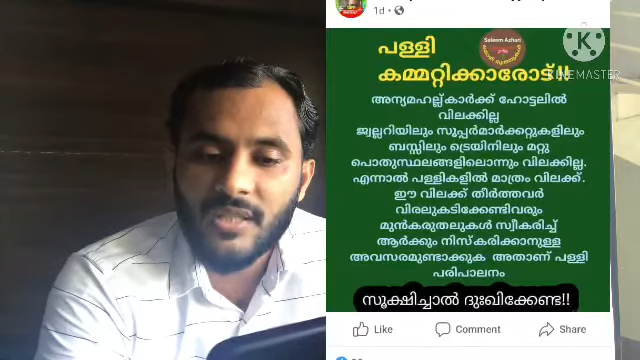 1d
Saleem Azhari
പള്ളി
കമ്മറ്റിക്കാരോട്!!
KINEMASTER
അന്യമഹല്ല്കാർക്ക് ഹോട്ടലിൽ
വിലക്കില്ല
ജ്വല്ലറിയിലും സൂപ്പർമാർക്കറ്റുകളിലും
ബസ്സിലും ട്രെയിനിലും മറ്റു
പൊതുസ്ഥലങ്ങളിലൊന്നും വിലക്കില്ല.
എന്നാൽ പള്ളികളിൽ മാത്രം വിലക്ക്.
ഈ വിലക്ക് തീർത്തവർ
വിരലുകടിക്കേണ്ടിവരും
മുൻകരുതലുകൾ സ്വീകരിച്ച്
ആർക്കും നിസ്കരിക്കാനുള്ള
അവസരമുണ്ടാക്കുക അതാണ് പള്ളി
പരിപാലനം
സൂക്ഷിച്ചാൽ ദുഃഖിക്കേണ്ട!!
Like
Comment
Share